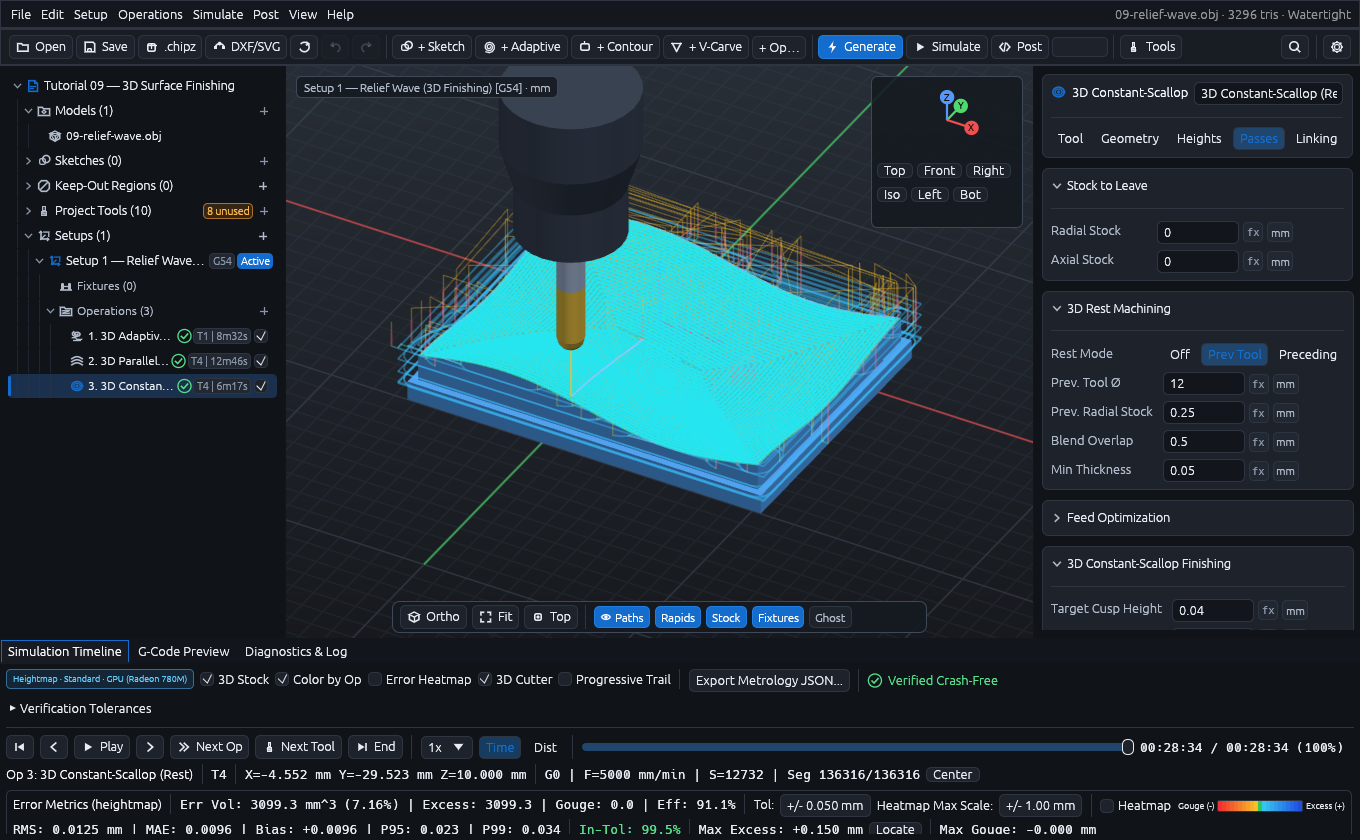 File Edit Setup Operations Simulate Post View Help
09-relief-wave.obj · 3296 tris · Watertight
Open Save .chipz DXF/SVG + Sketch + Adaptive + Contour + V-Carve + Op... Generate Simulate Post Tools
Tutorial 09 — 3D Surface Finishing
Models (1)
09-relief-wave.obj
Sketches (0)
Keep-Out Regions (0)
Project Tools (10) 8 unused
Setups (1)
Setup 1 — Relief Wave... G54 Active
Fixtures (0)
Operations (3)
1. 3D Adaptiv... T1 | 8m32s
2. 3D Parallel... T4 | 12m46s
3. 3D Constan... T4 | 6m17s
Setup 1 — Relief Wave (3D Finishing) [G54] · mm
Z
Y
X
Top Front Right
Iso Left Bot
Ortho Fit Top Paths Rapids Stock Fixtures Ghost
3D Constant-Scallop 3D Constant-Scallop (Re
Tool Geometry Heights Passes Linking
Stock to Leave
Radial Stock 0 fx mm
Axial Stock 0 fx mm
3D Rest Machining
Rest Mode Off Prev Tool Preceding
Prev. Tool Ø 12 fx mm
Prev. Radial Stock 0.25 fx mm
Blend Overlap 0.5 fx mm
Min Thickness 0.05 fx mm
Feed Optimization
3D Constant-Scallop Finishing
Target Cusp Height 0.04 fx mm
Simulation Timeline G-Code Preview Diagnostics & Log
Heightmap · Standard · GPU (Radeon 780M) 3D Stock Color by Op Error Heatmap 3D Cutter Progressive Trail Export Metrology JSON... Verified Crash-Free
Verification Tolerances
Play Next Op Next Tool End 1x Time Dist 00:28:34 / 00:28:34 (100%)
Op 3: 3D Constant-Scallop (Rest) T4 X=-4.552 mm Y=-29.523 mm Z=10.000 mm G0 | F=5000 mm/min | S=12732 | Seg 136316/136316 Center
Error Metrics (heightmap) Err Vol: 3099.3 mm^3 (7.16%) | Excess: 3099.3 | Gouge: 0.0 | Eff: 91.1% Tol: +/- 0.050 mm Heatmap Max Scale: +/- 1.00 mm Heatmap Gouge (-) Excess (+)
RMS: 0.0125 mm | MAE: 0.0096 | Bias: +0.0096 | P95: 0.023 | P99: 0.034 In-Tol: 99.5% Max Excess: +0.150 mm Locate Max Gouge: -0.000 mm